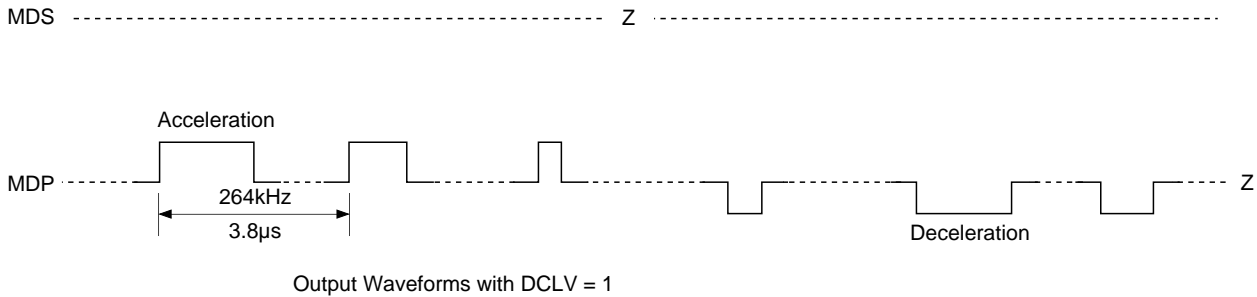 MDS Z
Acceleration
MDP Z
264kHz
3.8µs
Deceleration
Output Waveforms with DCLV = 1